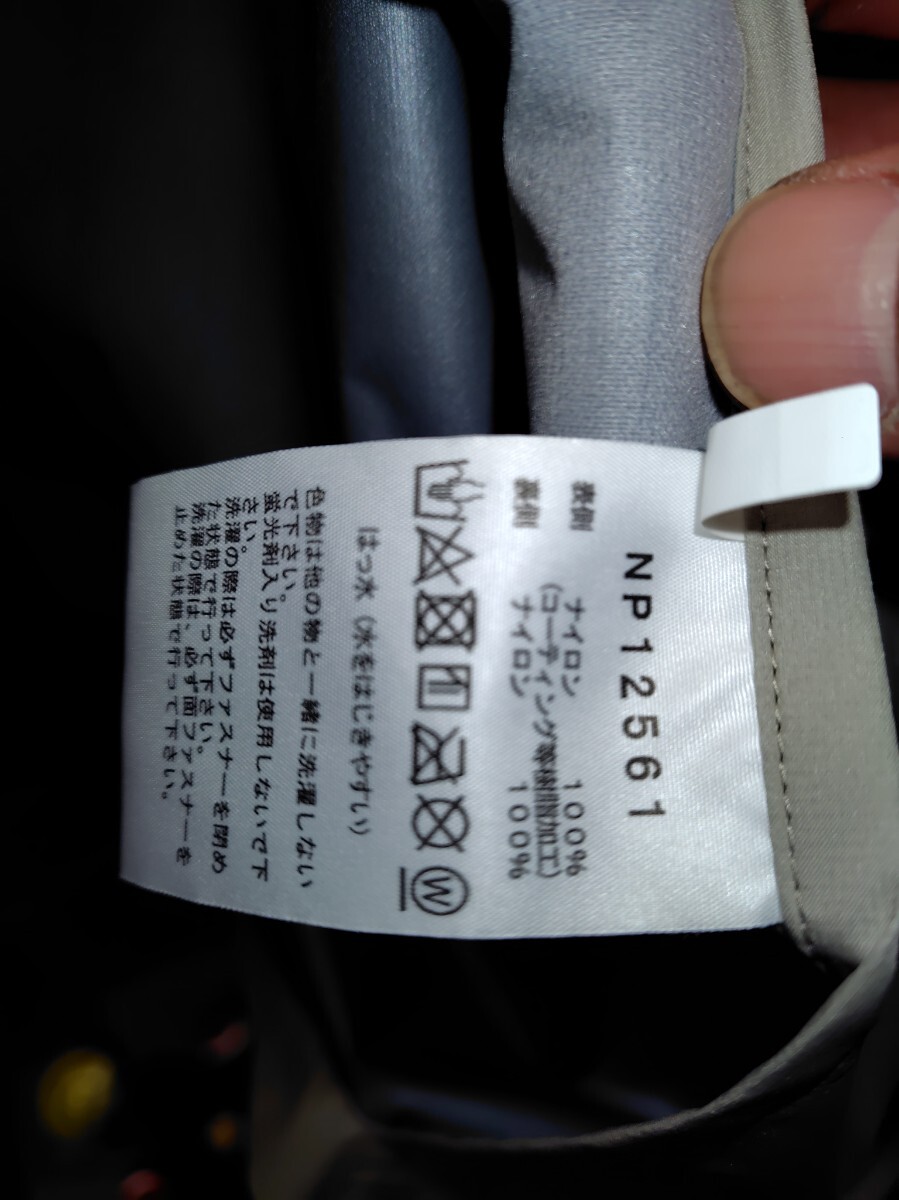 NP12561
表側 ナイロン 100%
(コーティング等樹脂加工)
裏側 ナイロン 100%
W
はっ水(水をはじきやすい)
色物は他の物と一緒に洗濯しない
で下さい。
蛍光剤入り洗剤は使用しないで下
さい。
洗濯の際は必ずファスナーを閉め
た状態で行って下さい。
洗濯の際は、必ず面ファスナーを
止めた状態で行って下さい。